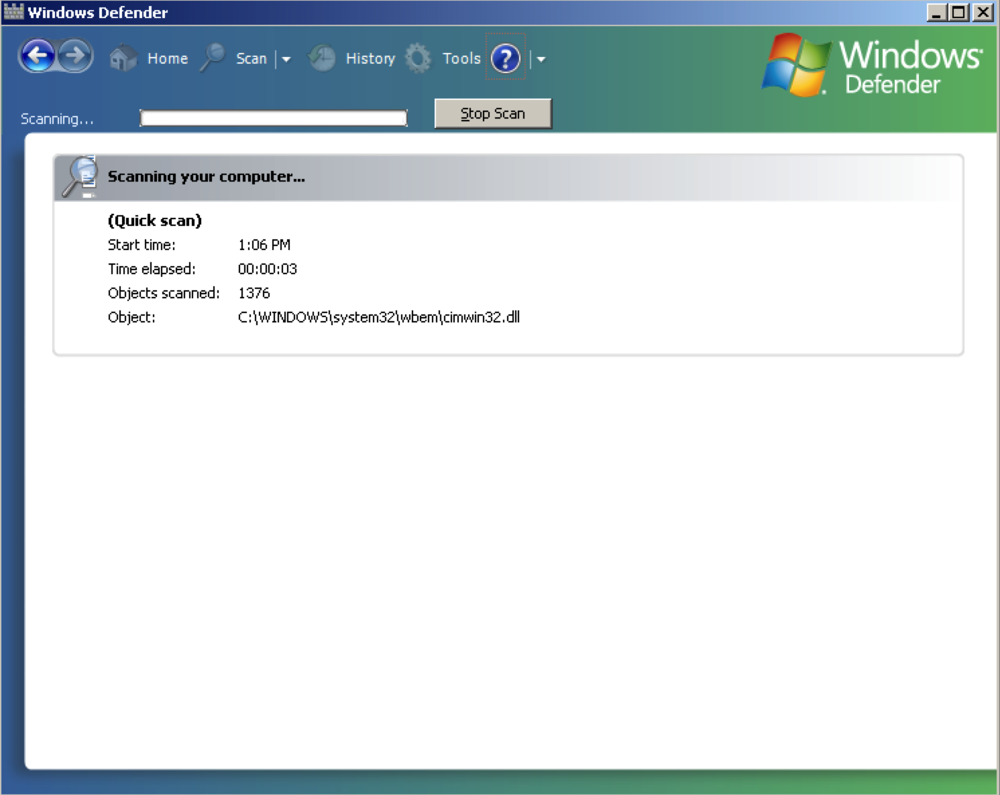 Windows Defender
Home Scan History Tools ?
Windows
Defender
Scanning... Stop Scan
Scanning your computer...
(Quick scan)
Start time: 1:06 PM
Time elapsed: 00:00:03
Objects scanned: 1376
Object: C:\WINDOWS\system32\wbem\cimwin32.dll